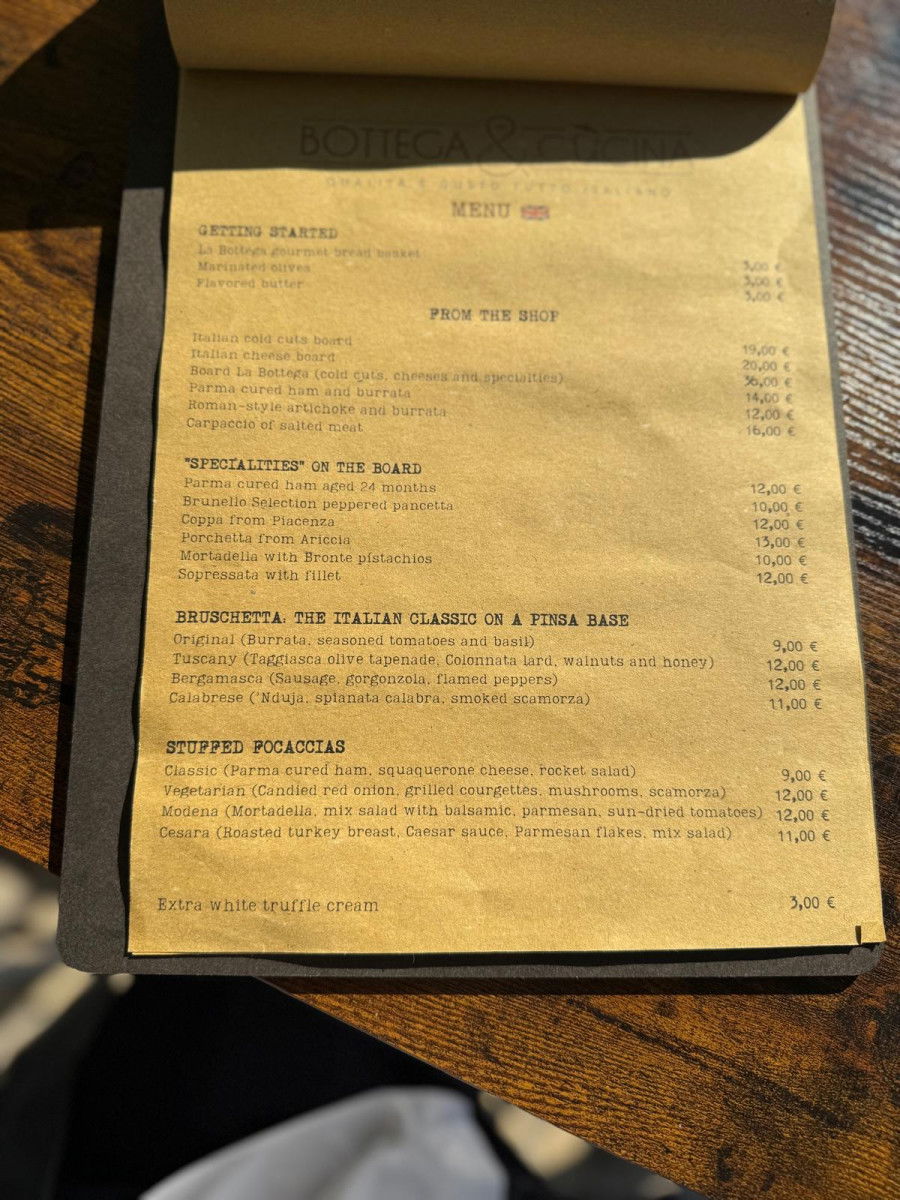 BOTTEGA & CUCINA
QUALITÀ E GUSTO TUTTO ITALIANO
MENU
GETTING STARTED
La Bottega gourmet bread basket 3,00 €
Marinated olives 3,00 €
Flavored butter 3,00 €
FROM THE SHOP
Italian cold cuts board 19,00 €
Italian cheese board 20,00 €
Board La Bottega (cold cuts, cheeses and specialties) 36,00 €
Parma cured ham and burrata 14,00 €
Roman-style artichoke and burrata 12,00 €
Carpaccio of salted meat 16,00 €
"SPECIALITIES" ON THE BOARD
Parma cured ham aged 24 months 12,00 €
Brunello Selection peppered pancetta 10,00 €
Coppa from Piacenza 12,00 €
Porchetta from Ariccia 13,00 €
Mortadella with Bronte pistachios 10,00 €
Sopressata with fillet 12,00 €
BRUSCHETTA: THE ITALIAN CLASSIC ON A PINSA BASE
Original (Burrata, seasoned tomatoes and basil) 9,00 €
Tuscany (Taggiasca olive tapenade, Colonnata lard, walnuts and honey) 12,00 €
Bergamasca (Sausage, gorgonzola, flamed peppers) 12,00 €
Calabrese ('Nduja, spianata calabra, smoked scamorza) 11,00 €
STUFFED FOCACCIAS
Classic (Parma cured ham, squaquerone cheese, rocket salad) 9,00 €
Vegetarian (Candied red onion, grilled courgettes, mushrooms, scamorza) 12,00 €
Modena (Mortadella, mix salad with balsamic, parmesan, sun-dried tomatoes) 12,00 €
Cesara (Roasted turkey breast, Caesar sauce, Parmesan flakes, mix salad) 11,00 €
Extra white truffle cream 3,00 €